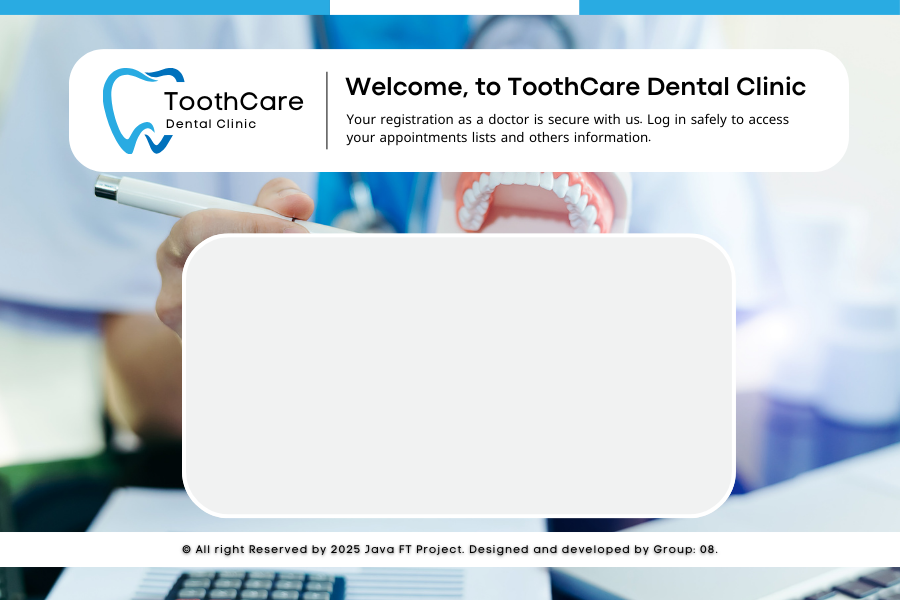 ToothCare
Dental Clinic
Welcome, to ToothCare Dental Clinic
Your registration as a doctor is secure with us. Log in safely to access
your appointments lists and others information.
© All right Reserved by 2025 Java FT Project. Designed and developed by Group: 08.